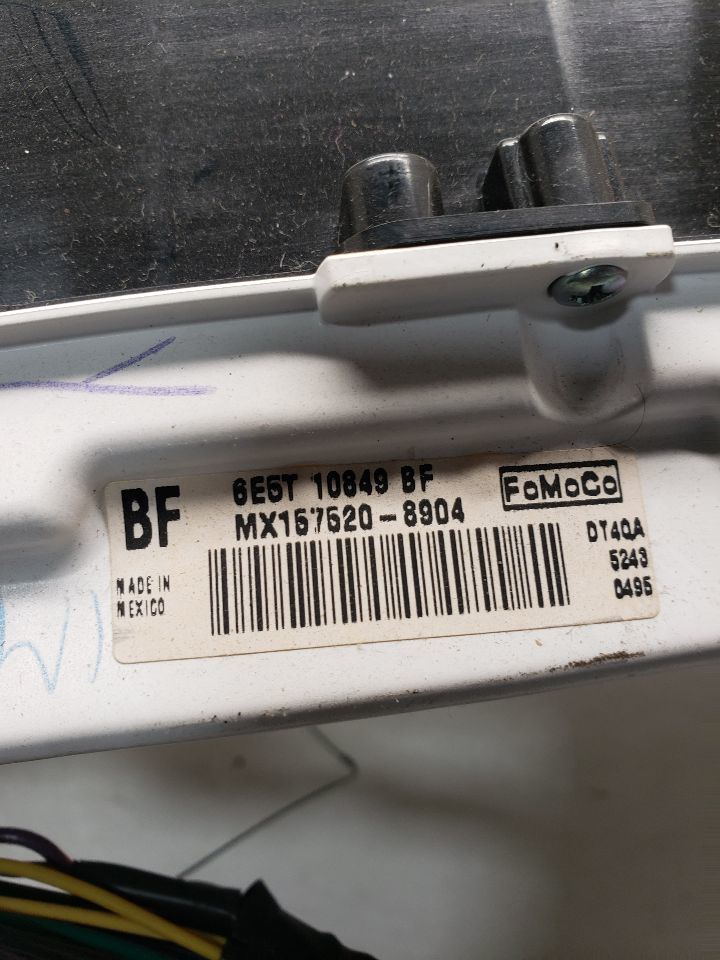 BF
6E5T 10849 BF
MX157520-8904
FoMoCo
DT4QA
5243
0495
MADE IN
MEXICO